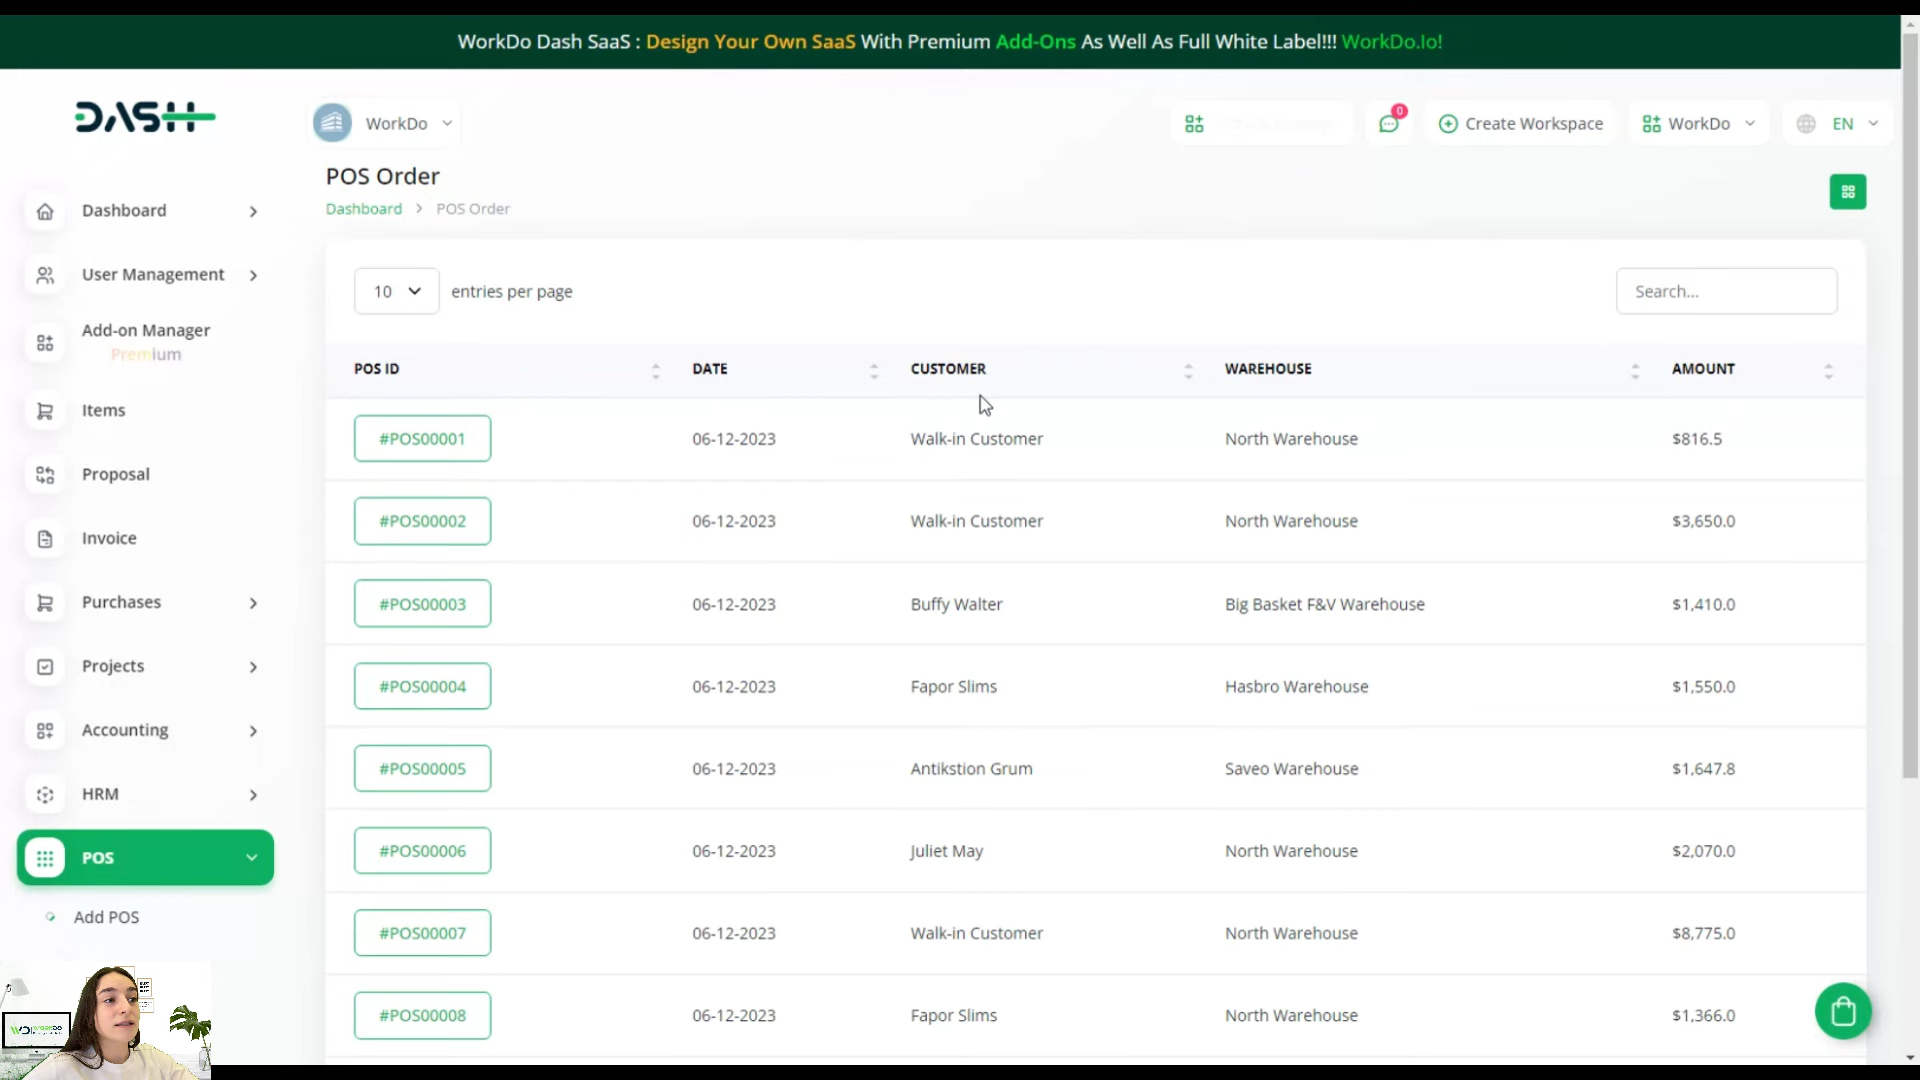 WorkDo Dash SaaS : Design Your Own SaaS With Premium Add-Ons As Well As Full White Label!!! WorkDo.Io!
DASH
WorkDo
0
Create Workspace
WorkDo
EN
POS Order
Dashboard > POS Order
Dashboard
User Management
Add-on Manager
Premium
Items
Proposal
Invoice
Purchases
Projects
Accounting
HRM
POS
Add POS
10 entries per page
Search...
POS ID DATE CUSTOMER WAREHOUSE AMOUNT
#POS00001 06-12-2023 Walk-in Customer North Warehouse $816.5
#POS00002 06-12-2023 Walk-in Customer North Warehouse $3,650.0
#POS00003 06-12-2023 Buffy Walter Big Basket F&V Warehouse $1,410.0
#POS00004 06-12-2023 Fapor Slims Hasbro Warehouse $1,550.0
#POS00005 06-12-2023 Antikstion Grum Saveo Warehouse $1,647.8
#POS00006 06-12-2023 Juliet May North Warehouse $2,070.0
#POS00007 06-12-2023 Walk-in Customer North Warehouse $8,775.0
#POS00008 06-12-2023 Fapor Slims North Warehouse $1,366.0